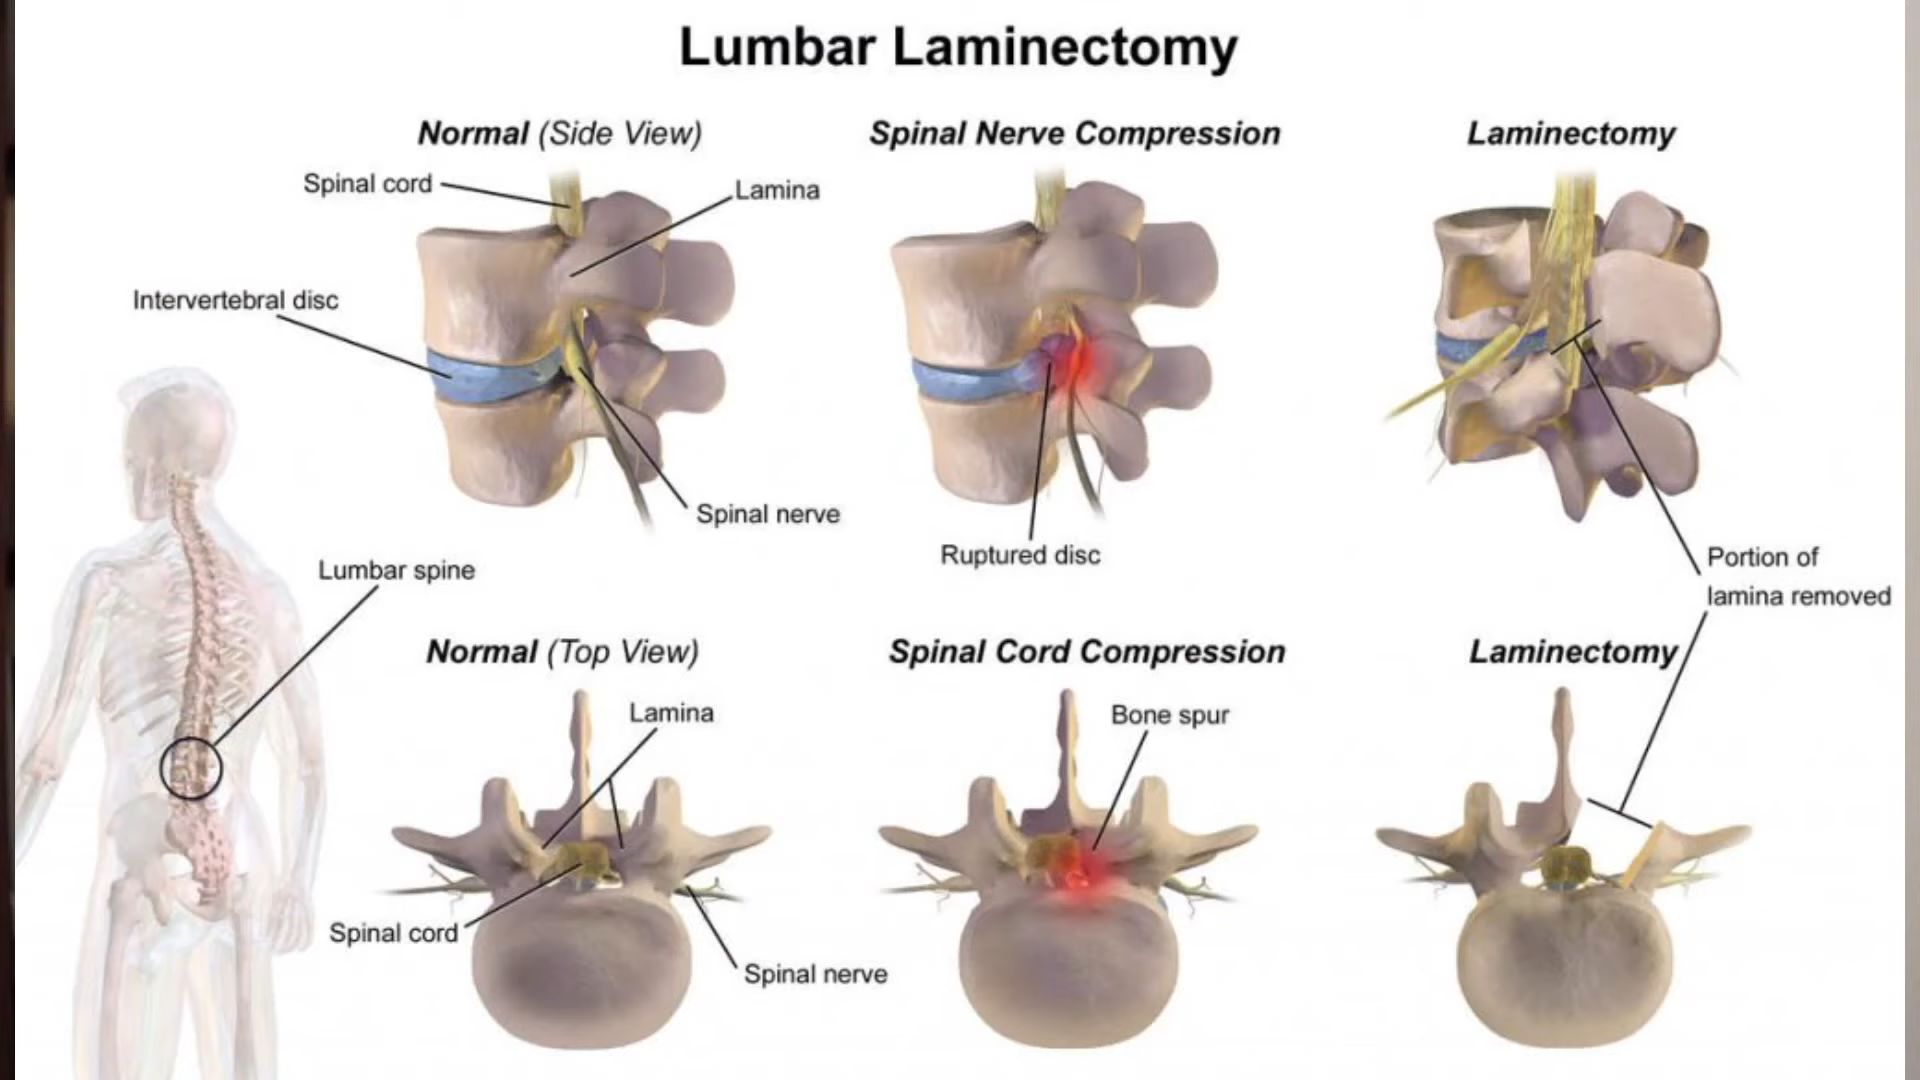 Lumbar Laminectomy
Normal (Side View)
Spinal cord
Lamina
Intervertebral disc
Spinal nerve
Spinal Nerve Compression
Ruptured disc
Laminectomy
Portion of
lamina removed
Lumbar spine
Normal (Top View)
Lamina
Spinal cord
Spinal nerve
Spinal Cord Compression
Bone spur
Laminectomy